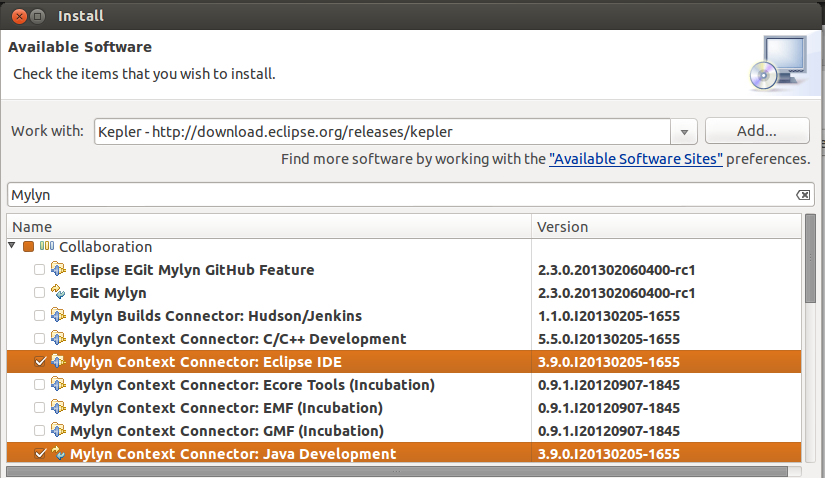 Install
Available Software
Check the items that you wish to install.
Work with: Kepler - http://download.eclipse.org/releases/kepler Add...
Find more software by working with the "Available Software Sites" preferences.
Mylyn
Name Version
Collaboration
Eclipse EGit Mylyn GitHub Feature 2.3.0.201302060400-rc1
EGit Mylyn 2.3.0.201302060400-rc1
Mylyn Builds Connector: Hudson/Jenkins 1.1.0.I20130205-1655
Mylyn Context Connector: C/C++ Development 5.5.0.I20130205-1655
Mylyn Context Connector: Eclipse IDE 3.9.0.I20130205-1655
Mylyn Context Connector: Ecore Tools (Incubation) 0.9.1.I20120907-1845
Mylyn Context Connector: EMF (Incubation) 0.9.1.I20120907-1845
Mylyn Context Connector: GMF (Incubation) 0.9.1.I20120907-1845
Mylyn Context Connector: Java Development 3.9.0.I20130205-1655